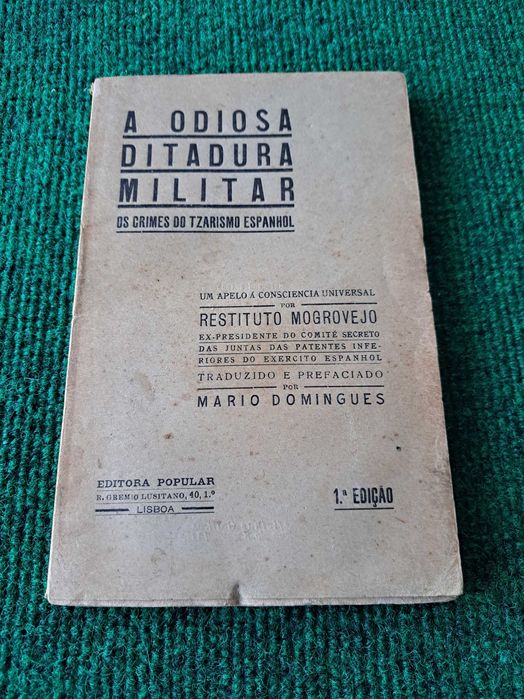 A ODIOSA
DITADURA
MILITAR
OS CRIMES DO TZARISMO ESPANHOL
UM APELO Á CONSCIENCIA UNIVERSAL
POR
RESTITUTO MOGROVEJO
EX-PRESIDENTE DO COMITÉ SECRETO
DAS JUNTAS DAS PATENTES INFE-
RIORES DO EXERCITO ESPANHOL
TRADUZIDO E PREFACIADO
POR
MARIO DOMINGUES
EDITORA POPULAR
R. GREMIO LUSITANO, 40, 1.º
LISBOA
1.ª EDIÇÃO